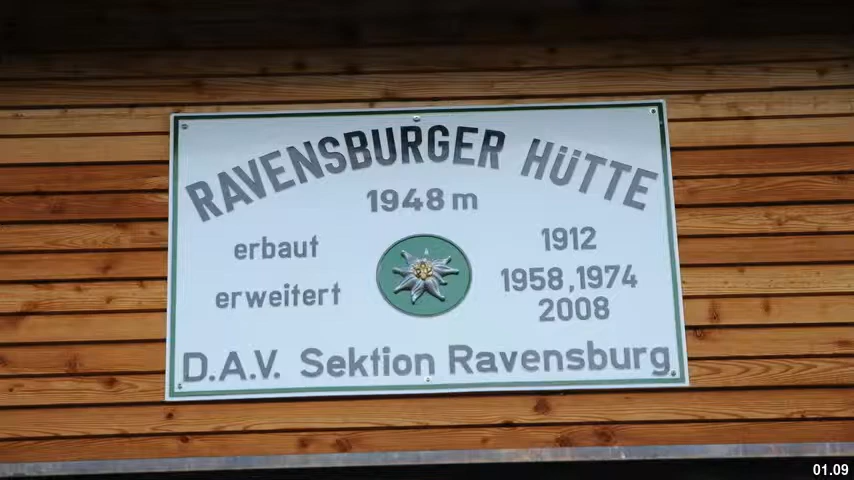 RAVENSBURGER HÜTTE
1948 m
erbaut 1912
erweitert 1958,1974
2008
D.A.V. Sektion Ravensburg
01.09